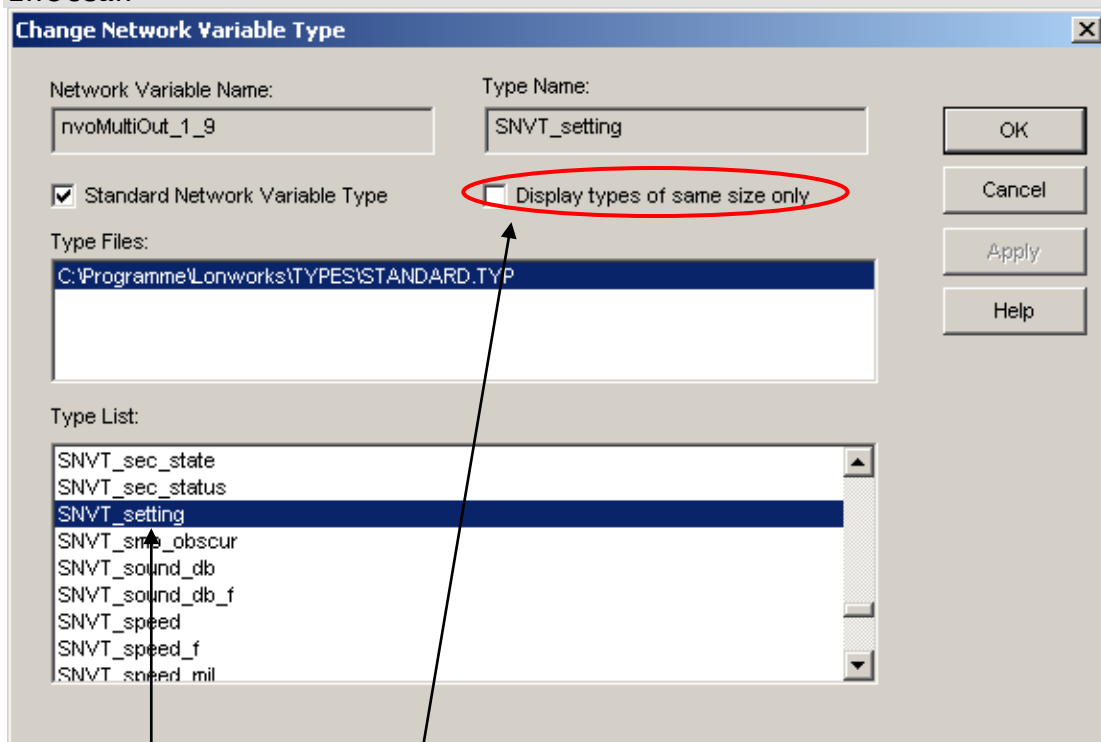 Change Network Variable Type
Network Variable Name:
Type Name:
nvoMultiOut_1_9
SNVT_setting
OK
Standard Network Variable Type
Display types of same size only
Cancel
Type Files:
Apply
C:\Programme\Lonworks\TYPES\STANDARD.TYP
Help
Type List:
SNVT_sec_state
SNVT_sec_status
SNVT_setting
SNVT_smo_obscur
SNVT_sound_db
SNVT_sound_db_f
SNVT_speed
SNVT_speed_f
SNVT_speed_mil